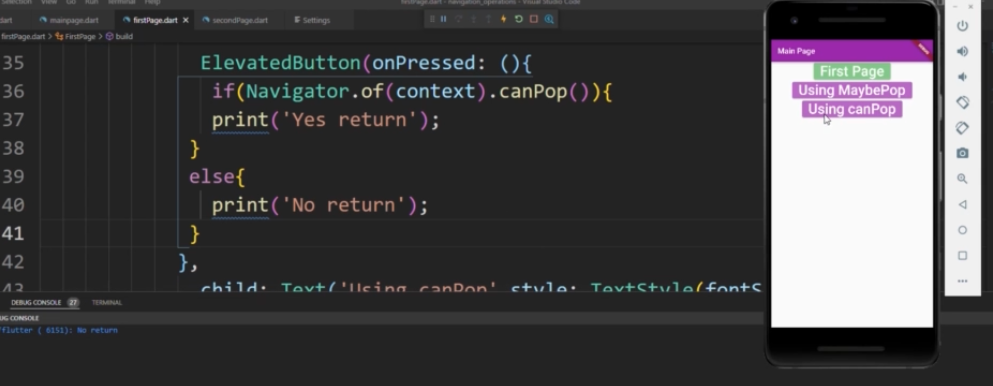 Selection View Go Run Terminal Help
firstPage.dart - navigation_operations - Visual Studio Code
dart mainpage.dart firstPage.dart secondPage.dart Settings
firstPage.dart > FirstPage > build
35 ElevatedButton(onPressed: (){
36 if(Navigator.of(context).canPop()){
37 print('Yes return');
38 }
39 else{
40 print('No return');
41 }
42 },
43 child: Text('Using canPop' style: TextStyle(fontS
DEBUG CONSOLE 27 TERMINAL
UG CONSOLE
flutter ( 6151): No return
Main Page
First Page
Using MaybePop
Using canPop